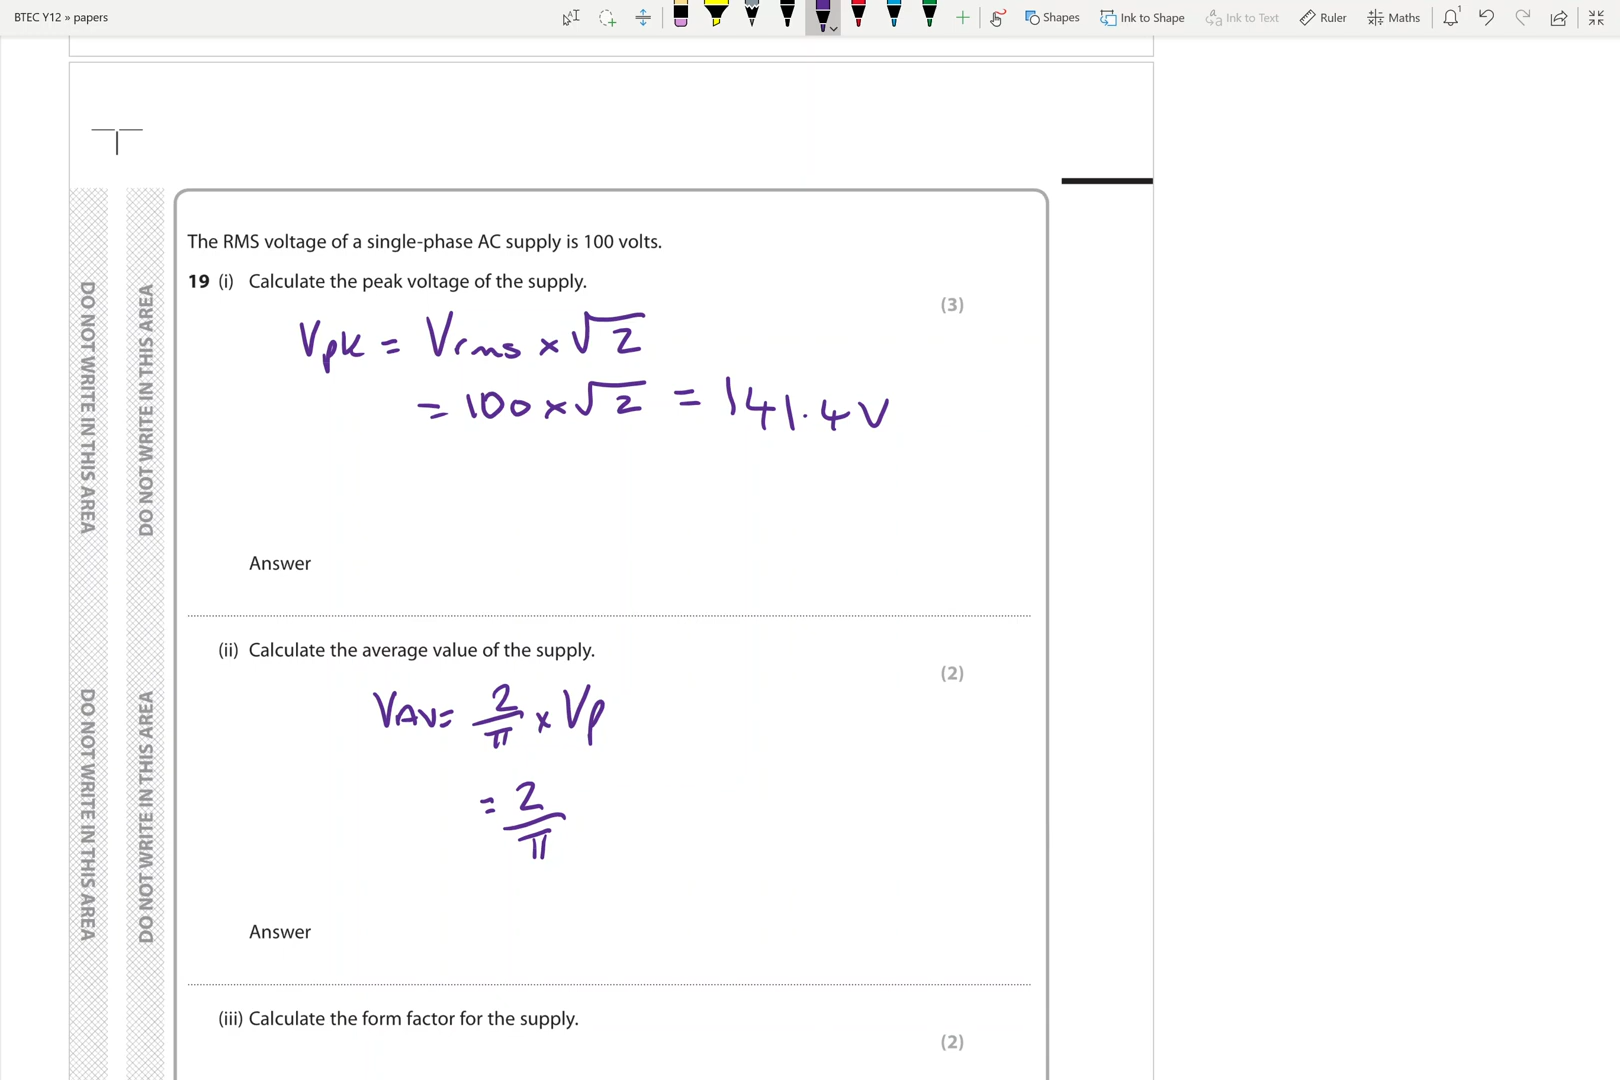 BTEC Y12 » papers
Shapes Ink to Shape Ink to Text Ruler Maths 1
The RMS voltage of a single-phase AC supply is 100 volts.
19 (i) Calculate the peak voltage of the supply.
(3)
Vpk = Vrms × √2
= 100 × √2 = 141.4 V
Answer
(ii) Calculate the average value of the supply.
(2)
VAV = 2/π × Vp
= 2/π
Answer
(iii) Calculate the form factor for the supply.
(2)
DO NOT WRITE IN THIS AREA
DO NOT WRITE IN THIS AREA
DO NOT WRITE IN THIS AREA
DO NOT WRITE IN THIS AREA